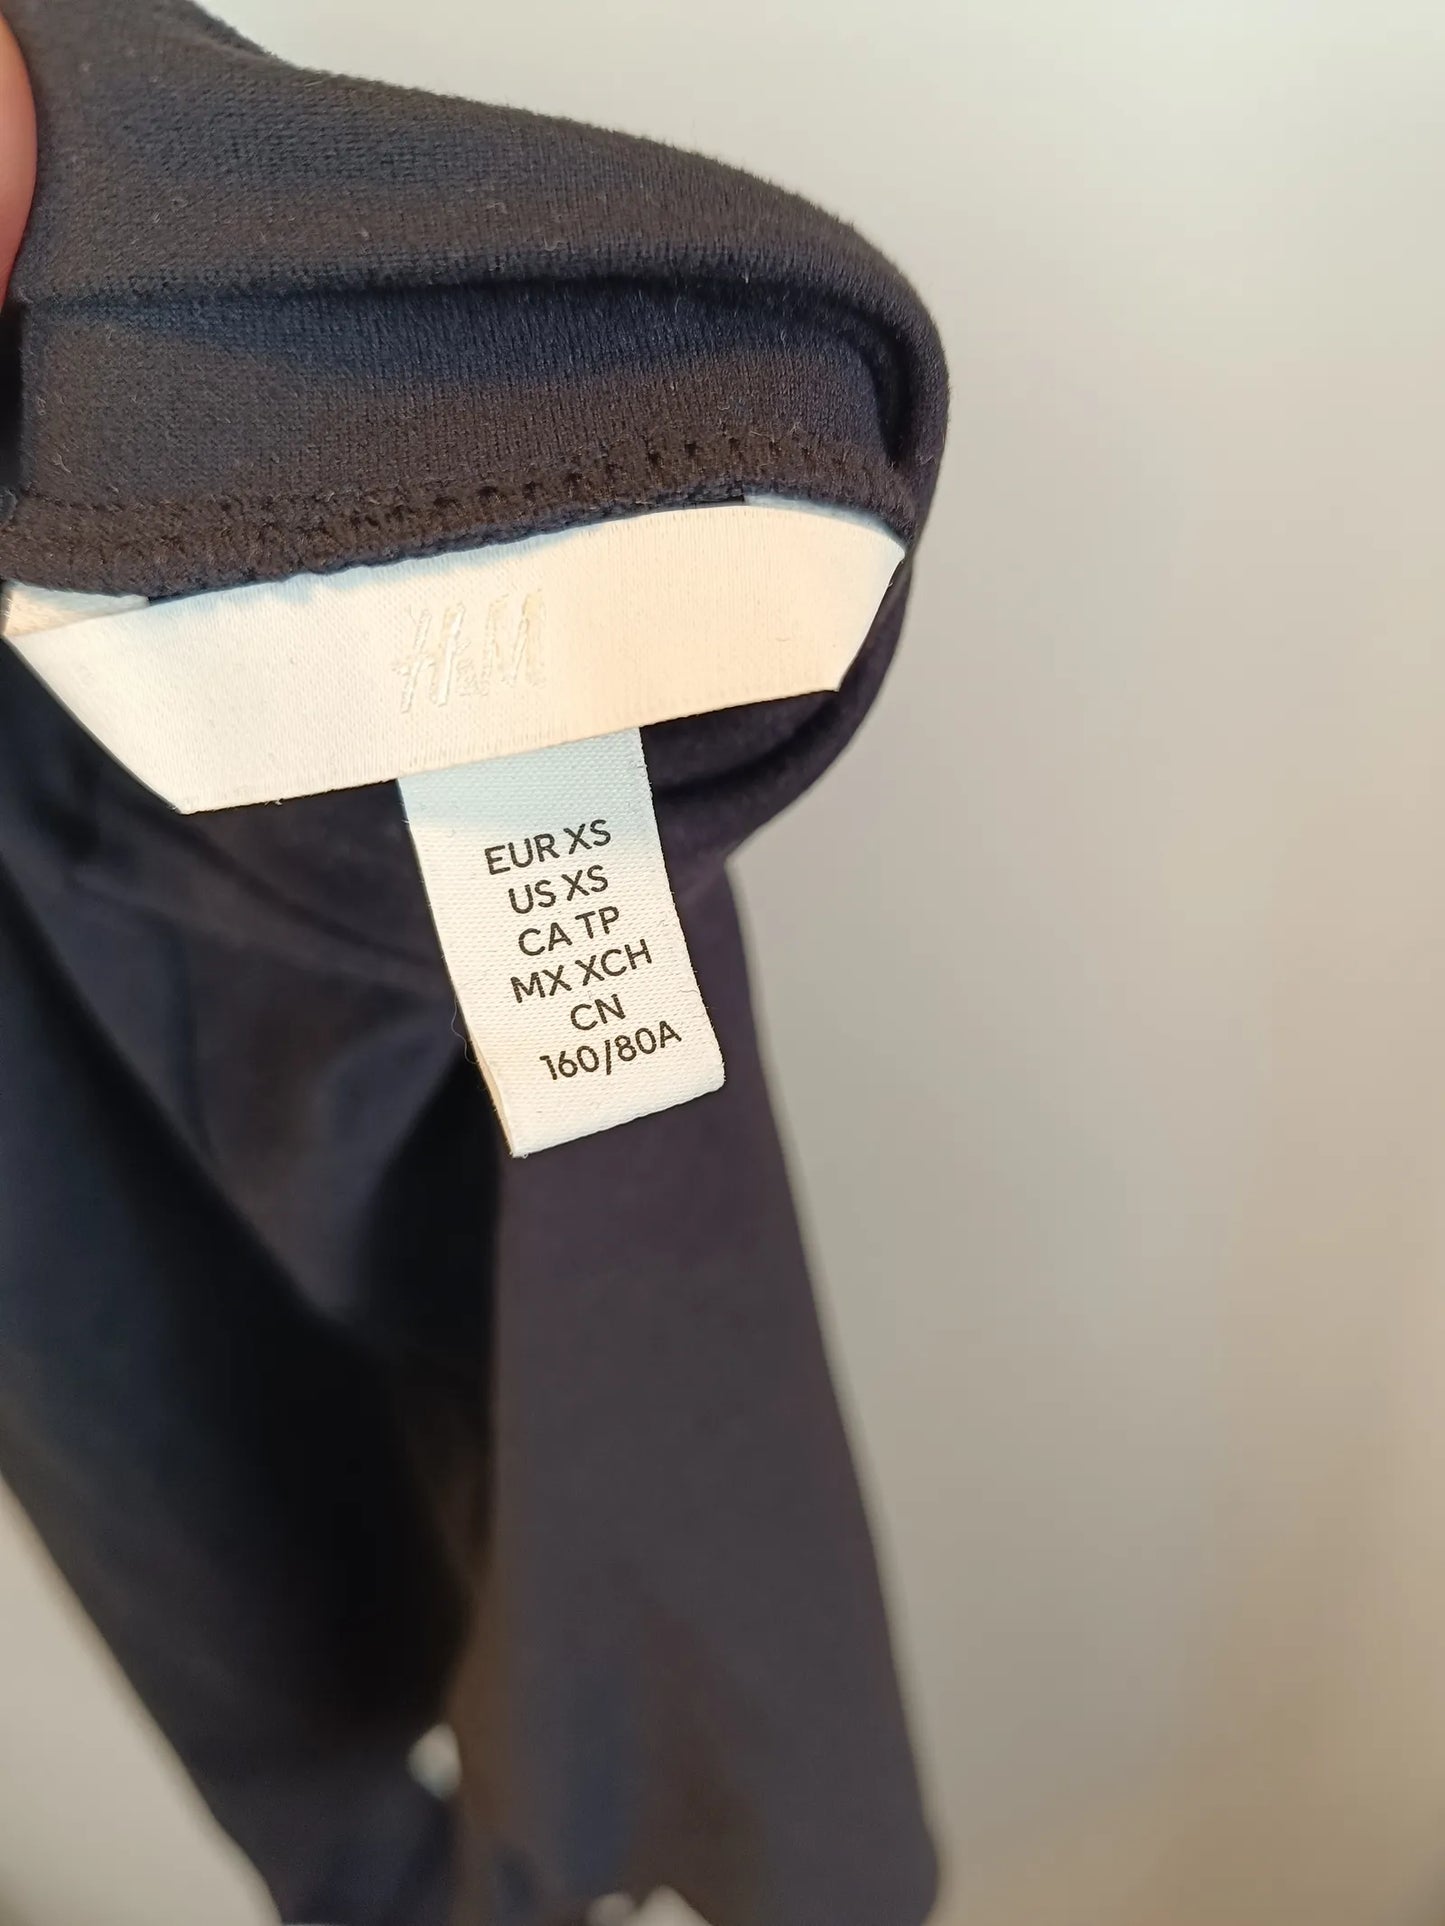 H&M
EUR XS
US XS
CA TP
MX XCH
CN
160/80A